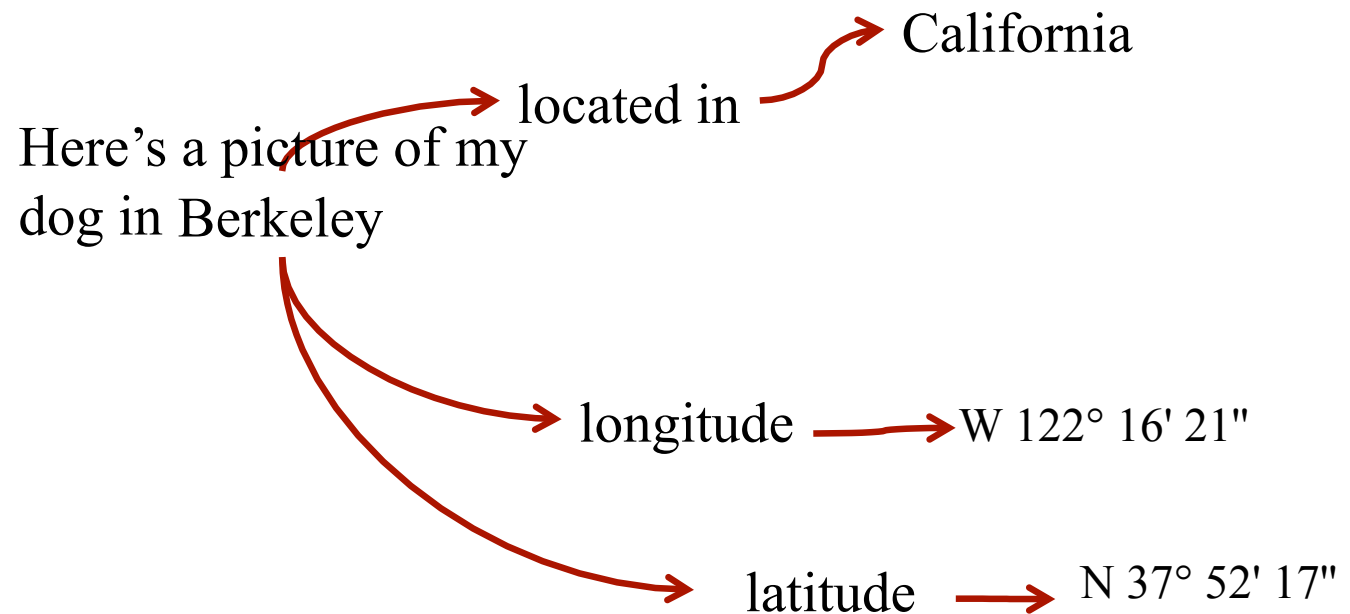 California
located in
Here’s a picture of my
dog in Berkeley
longitude
W 122° 16' 21"
latitude
N 37° 52' 17"